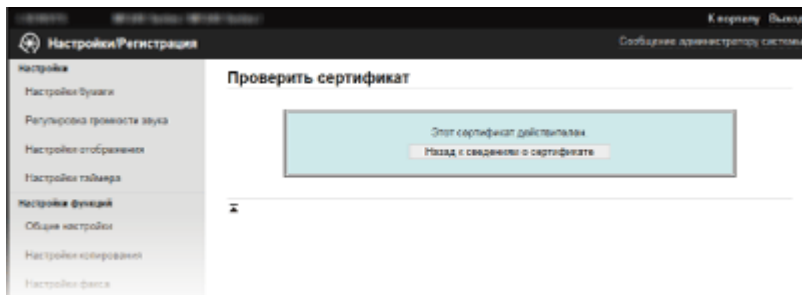 К порталу Выход
Настройки/Регистрация
Сообщение администратору системы
Настройки
Настройки бумаги
Регулировка громкости звука
Настройки отображения
Настройки таймера
Настройки функций
Общие настройки
Настройки копирования
Настройки факса
Проверить сертификат
Этот сертификат действителен
Назад к сведениям о сертификате